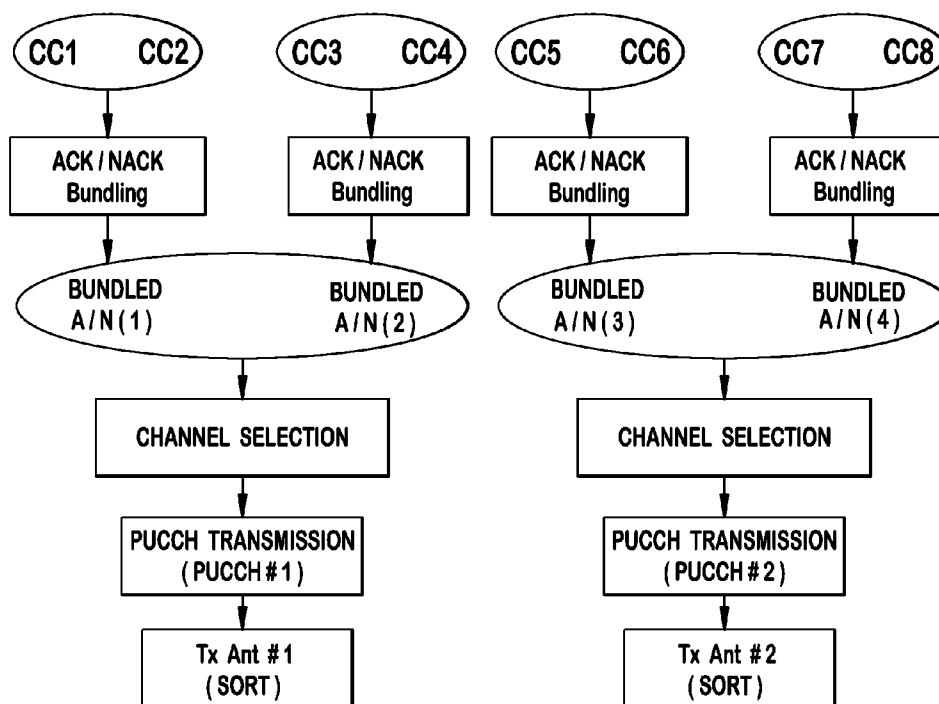 CC1 CC2 CC3 CC4 CC5 CC6 CC7 CC8
ACK / NACK
Bundling
ACK / NACK
Bundling
ACK / NACK
Bundling
ACK / NACK
Bundling
BUNDLED
A / N ( 1 )
BUNDLED
A / N ( 2 )
BUNDLED
A / N ( 3 )
BUNDLED
A / N ( 4 )
CHANNEL SELECTION
CHANNEL SELECTION
PUCCH TRANSMISSION
( PUCCH # 1 )
PUCCH TRANSMISSION
( PUCCH # 2 )
Tx Ant # 1
( SORT )
Tx Ant # 2
( SORT )